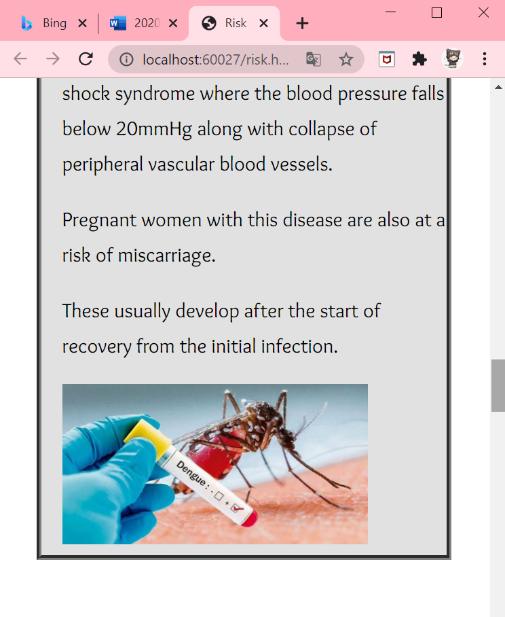 Bing
2020
Risk
localhost:60027/risk.h...
shock syndrome where the blood pressure falls
below 20mmHg along with collapse of
peripheral vascular blood vessels.
Pregnant women with this disease are also at a
risk of miscarriage.
These usually develop after the start of
recovery from the initial infection.
Dengue: - □ + ☑